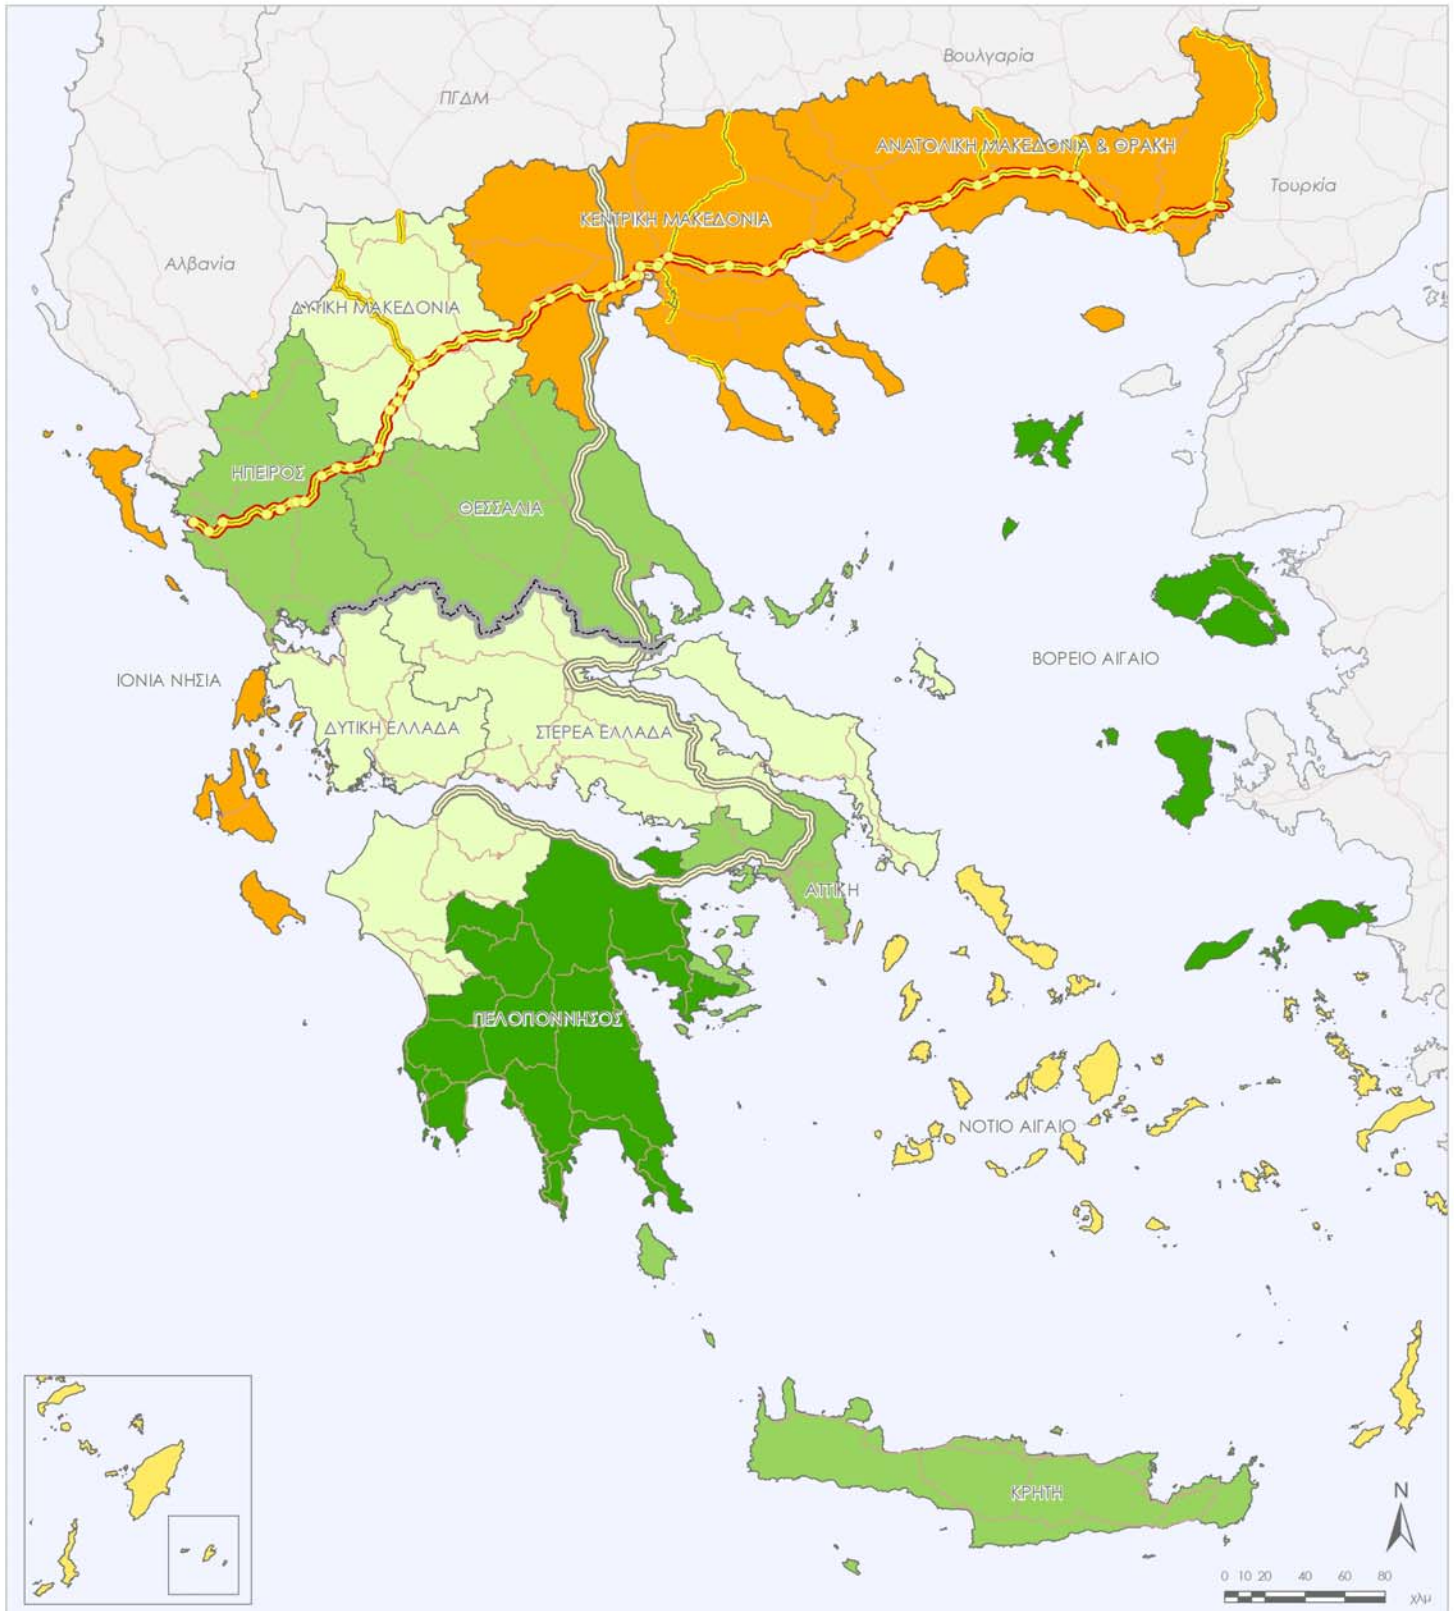 Βουλγαρία
ΠΓΔΜ
ΑΝΑΤΟΛΙΚΗ ΜΑΚΕΔΟΝΙΑ & ΘΡΑΚΗ
Τουρκία
ΚΕΝΤΡΙΚΗ ΜΑΚΕΔΟΝΙΑ
Αλβανία
ΔΥΤΙΚΗ ΜΑΚΕΔΟΝΙΑ
ΗΠΕΙΡΟΣ
ΘΕΣΣΑΛΙΑ
ΒΟΡΕΙΟ ΑΙΓΑΙΟ
ΙΟΝΙΑ ΝΗΣΙΑ
ΔΥΤΙΚΗ ΕΛΛΑΔΑ
ΣΤΕΡΕΑ ΕΛΛΑΔΑ
ΑΤΤΙΚΗ
ΠΕΛΟΠΟΝΝΗΣΟΣ
ΝΟΤΙΟ ΑΙΓΑΙΟ
ΚΡΗΤΗ
N
0 10 20 40 60 80
χλμ